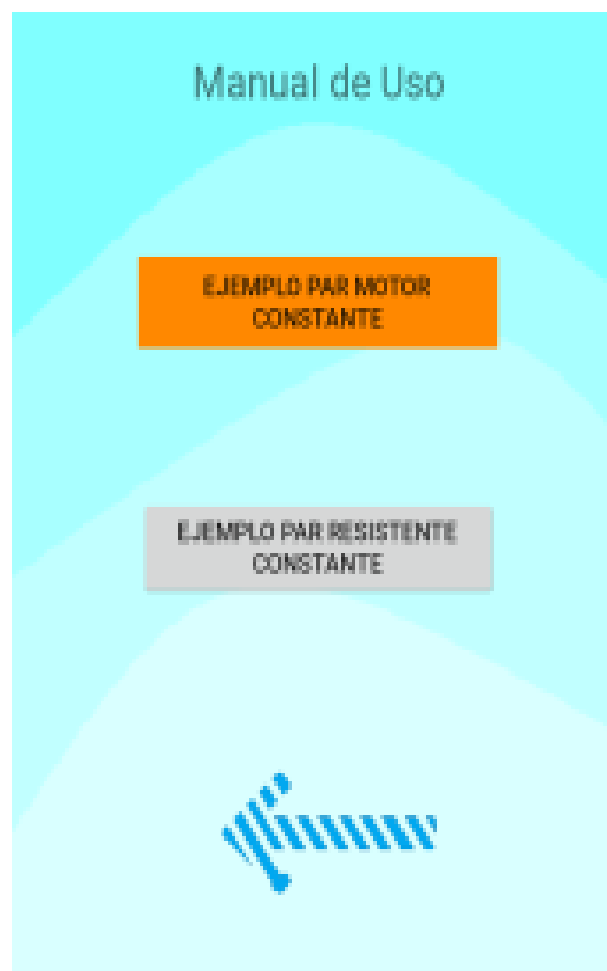 Manual de Uso
EJEMPLO PAR MOTOR
CONSTANTE
EJEMPLO PAR RESISTENTE
CONSTANTE